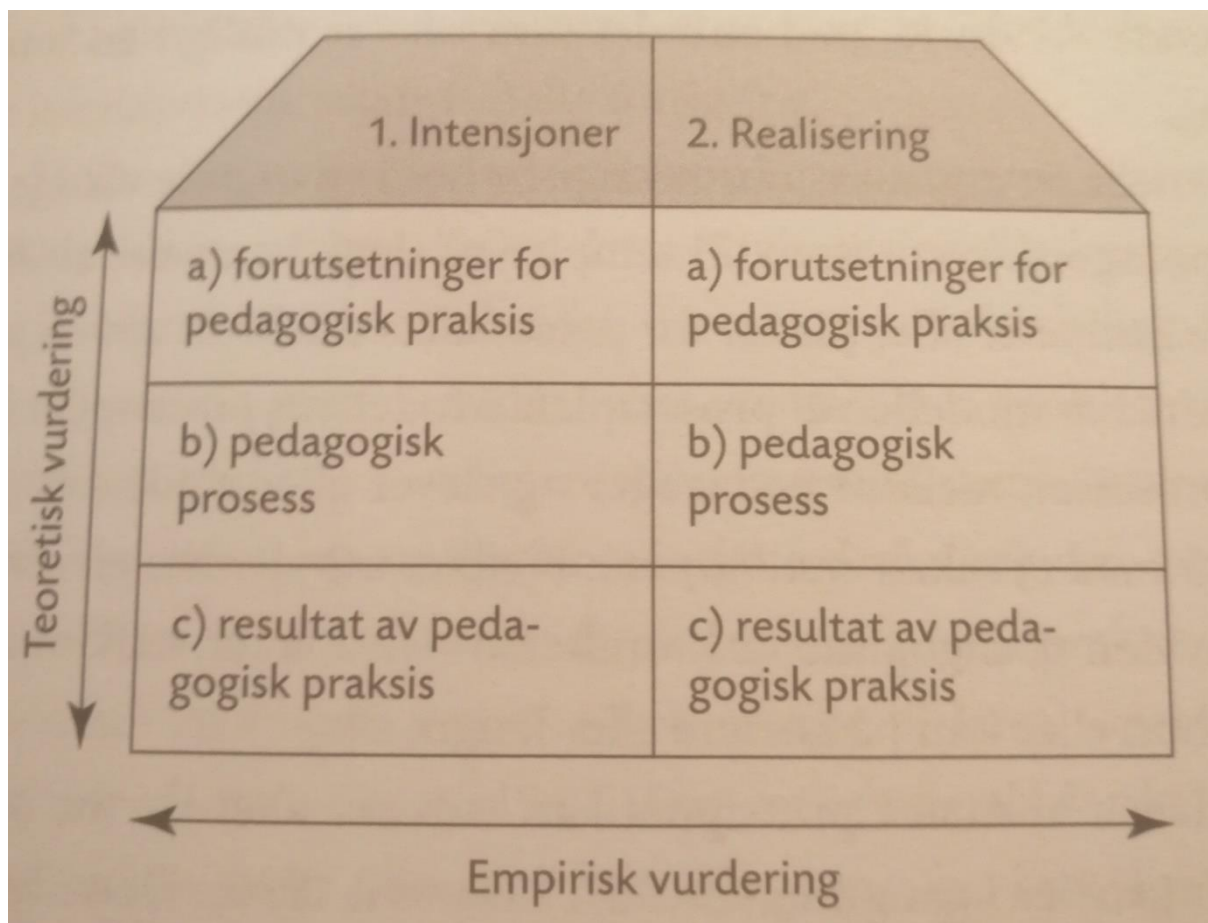 1. Intensjoner
2. Realisering
a) forutsetninger for
pedagogisk praksis
a) forutsetninger for
pedagogisk praksis
b) pedagogisk
prosess
b) pedagogisk
prosess
c) resultat av peda-
gogisk praksis
c) resultat av peda-
gogisk praksis
Teoretisk vurdering
Empirisk vurdering